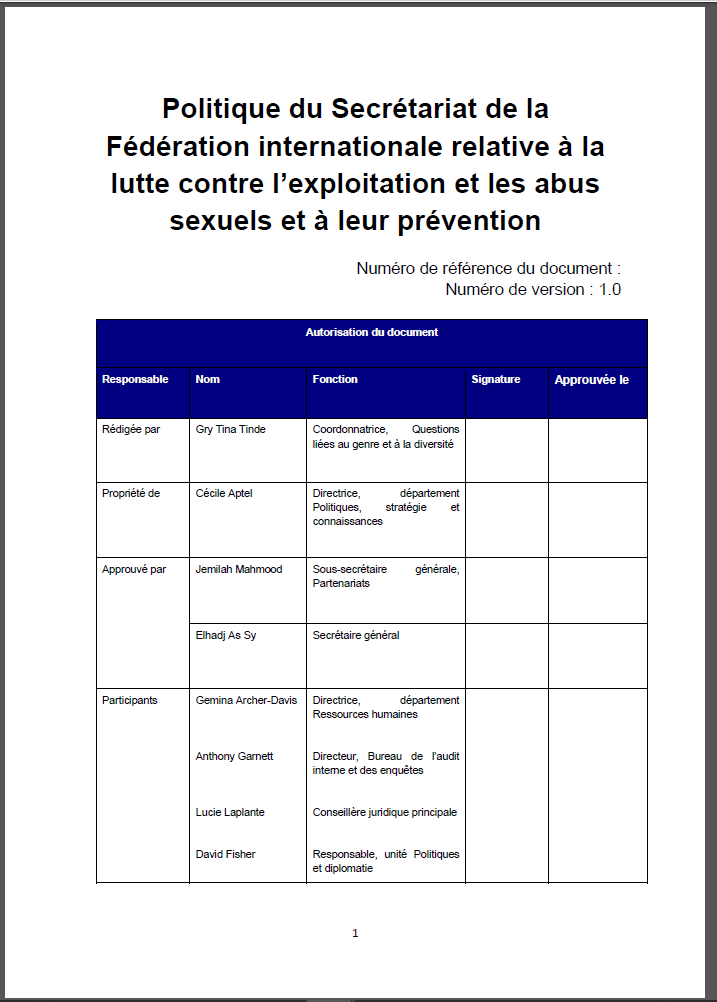 Politique du Secrétariat de la
Fédération internationale relative à la
lutte contre l’exploitation et les abus
sexuels et à leur prévention
Numéro de référence du document :
Numéro de version : 1.0
Autorisation du document
Responsable Nom Fonction Signature Approuvée le
Rédigée par Gry Tina Tinde Coordonnatrice, Questions
liées au genre et à la diversité
Propriété de Cécile Aptel Directrice, département
Politiques, stratégie et
connaissances
Approuvé par Jemilah Mahmood Sous-secrétaire générale,
Partenariats
Elhadj As Sy Secrétaire général
Participants Gemina Archer-Davis Directrice, département
Ressources humaines
Anthony Garnett Directeur, Bureau de l’audit
interne et des enquêtes
Lucie Laplante Conseillère juridique principale
David Fisher Responsable, unité Politiques
et diplomatie
1